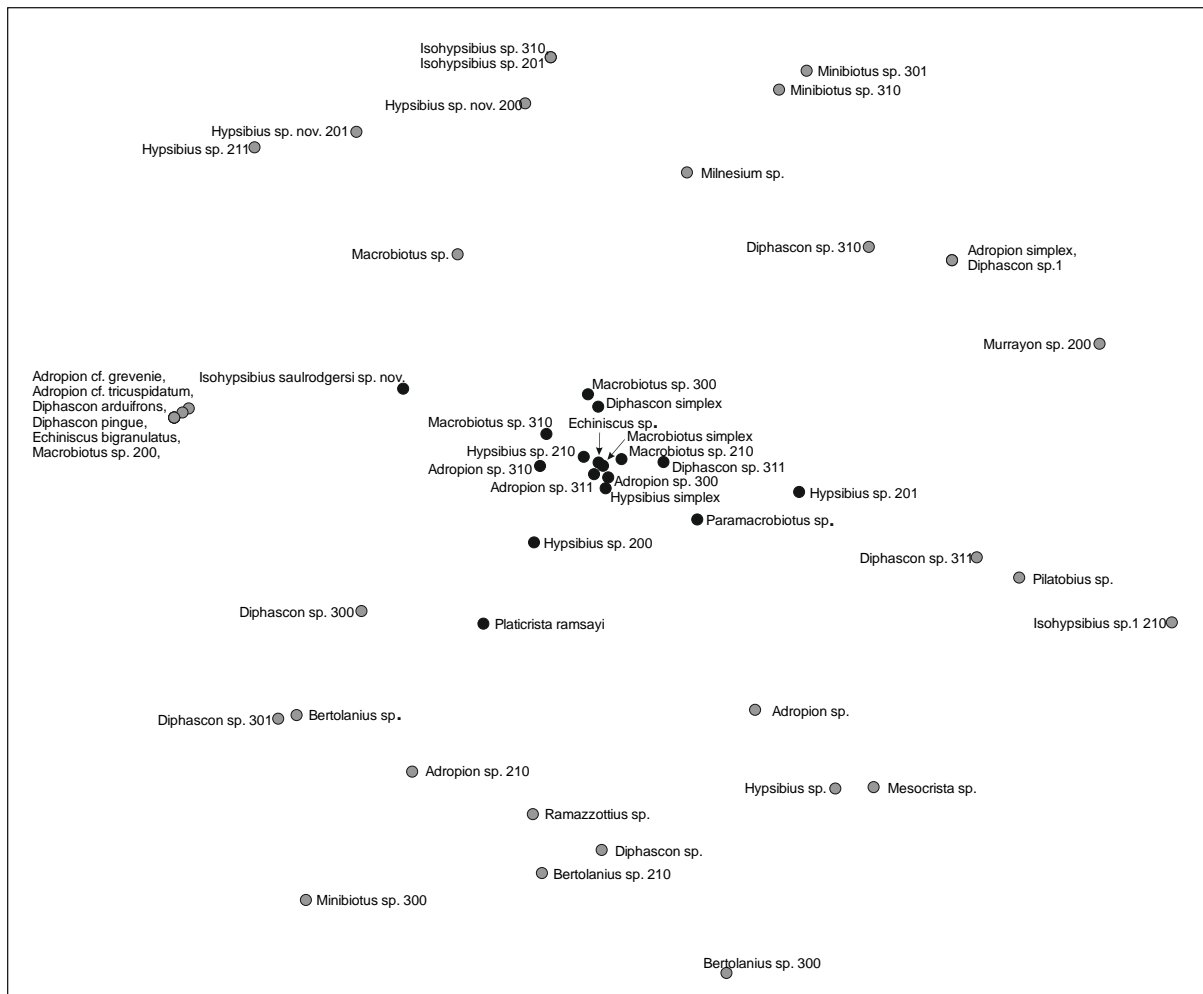 Isohypsibius sp. 310,
Isohypsibius sp. 201
Minibiotus sp. 301
Minibiotus sp. 310
Hypsibius sp. nov. 200
Hypsibius sp. nov. 201
Hypsibius sp. 211
Milnesium sp.
Macrobiotus sp.
Diphascon sp. 310
Adropion simplex,
Diphascon sp.1
Murrayon sp. 200
Adropion cf. grevenie,
Adropion cf. tricuspidatum,
Diphascon arduifrons,
Diphascon pingue,
Echiniscus bigranulatus,
Macrobiotus sp. 200,
Isohypsibius saulrodgersi sp. nov.
Macrobiotus sp. 300
Diphascon simplex
Echiniscus sp.
Macrobiotus sp. 310
Macrobiotus simplex
Hypsibius sp. 210
Macrobiotus sp. 210
Adropion sp. 310
Diphascon sp. 311
Adropion sp. 311
Adropion sp. 300
Hypsibius simplex
Hypsibius sp. 201
Paramacrobiotus sp.
Hypsibius sp. 200
Diphascon sp. 311
Pilatobius sp.
Diphascon sp. 300
Platicrista ramsayi
Isohypsibius sp.1 210
Diphascon sp. 301
Bertolanius sp.
Adropion sp.
Adropion sp. 210
Hypsibius sp.
Mesocrista sp.
Ramazzottius sp.
Diphascon sp.
Bertolanius sp. 210
Minibiotus sp. 300
Bertolanius sp. 300